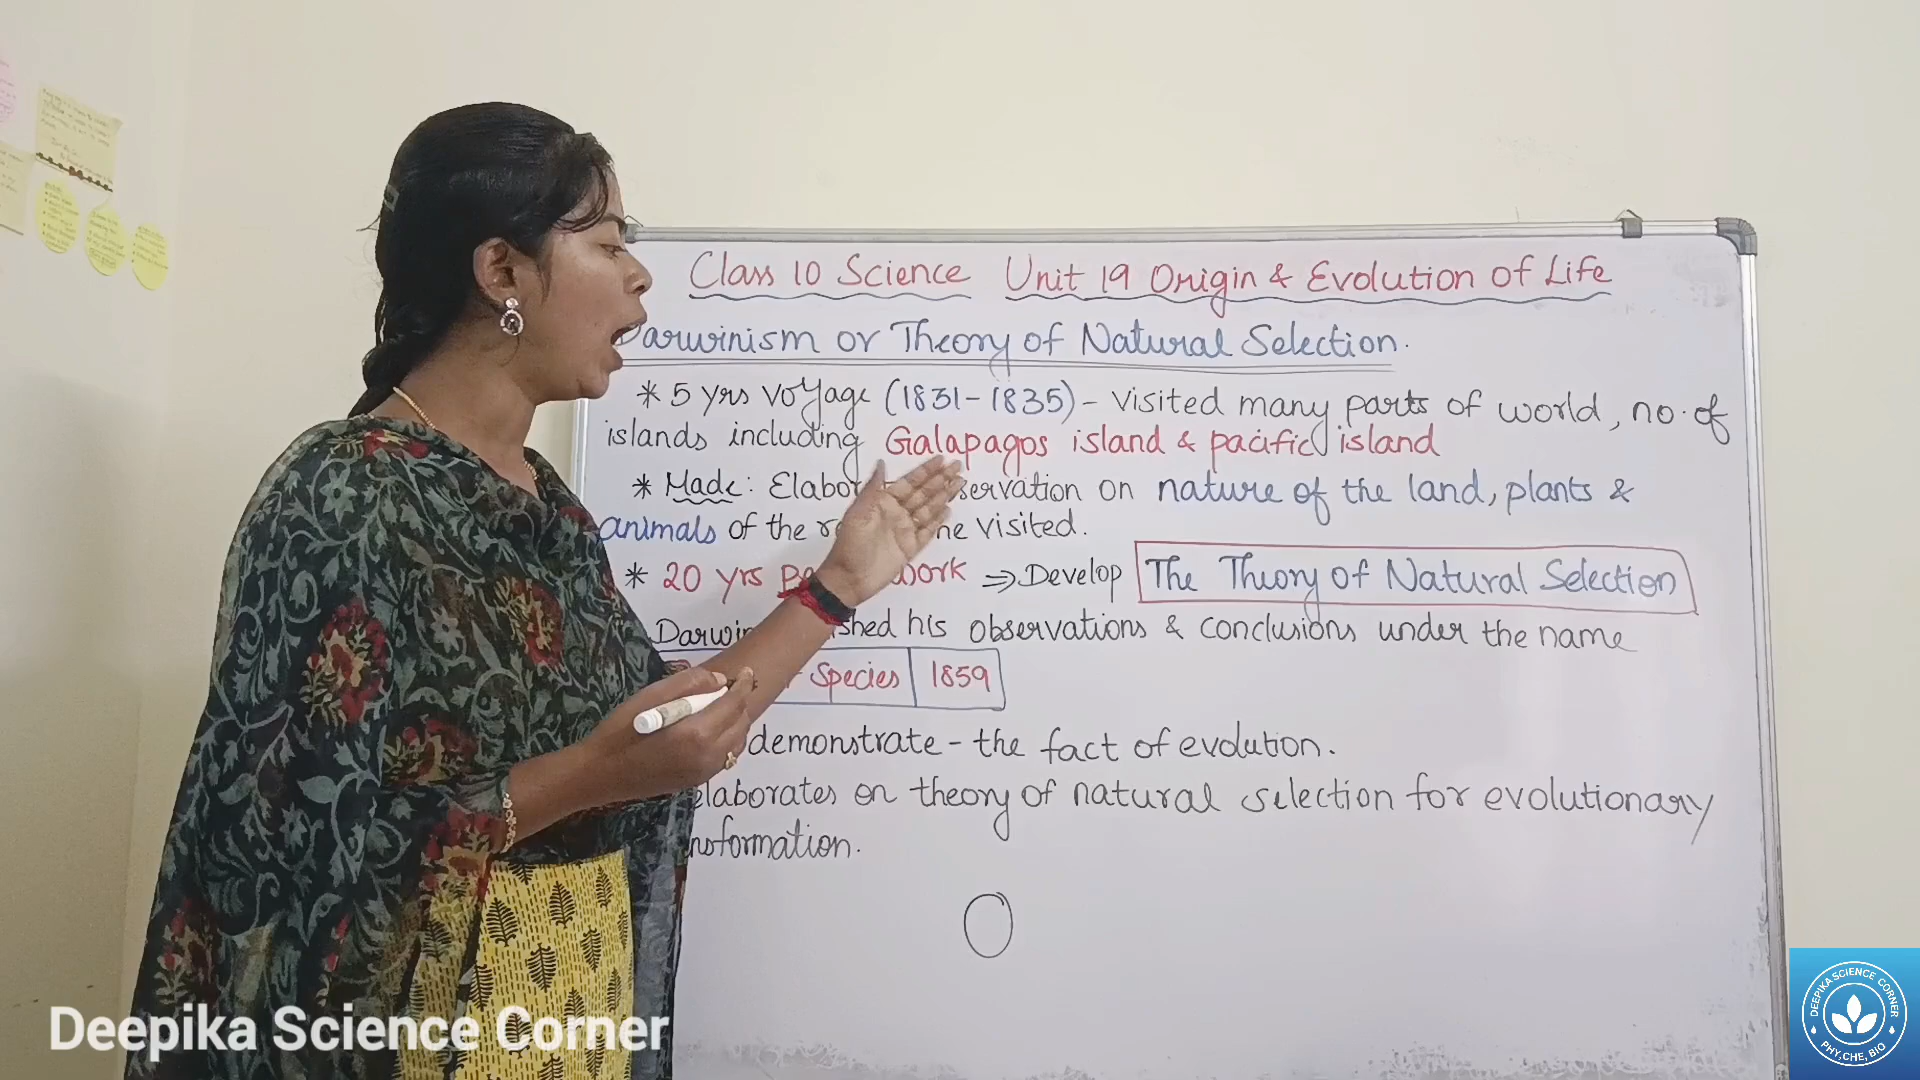 Class 10 Science Unit 19 Origin & Evolution of Life
Darwinism or Theory of Natural Selection.
* 5 yrs voyage (1831-1835) - visited many parts of world, no. of
islands including Galapagos island & pacific island
* Made: on nature of the land, plants &
animals of the visited.
* 20 yrs work ⇒ Develop The Theory of Natural Selection
Darwin his observations & conclusions under the name
Species 1859
demonstrate - the fact of evolution.
elaborates on theory of natural selection for evolutionary
Deepika Science Corner
DEEPIKA SCIENCE CORNER
PHY, CHE, BIO